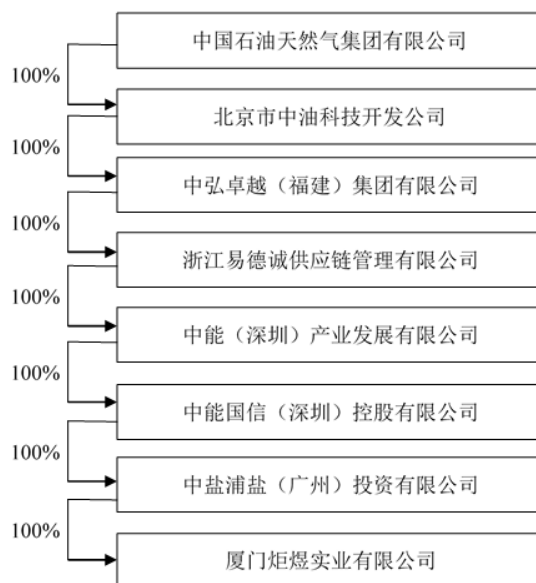 中国石油天然气集团有限公司
100%
北京市中油科技开发公司
100%
中弘卓越（福建）集团有限公司
100%
浙江易德诚供应链管理有限公司
100%
中能（深圳）产业发展有限公司
100%
中能国信（深圳）控股有限公司
100%
中盐浦盐（广州）投资有限公司
100%
厦门炬煜实业有限公司